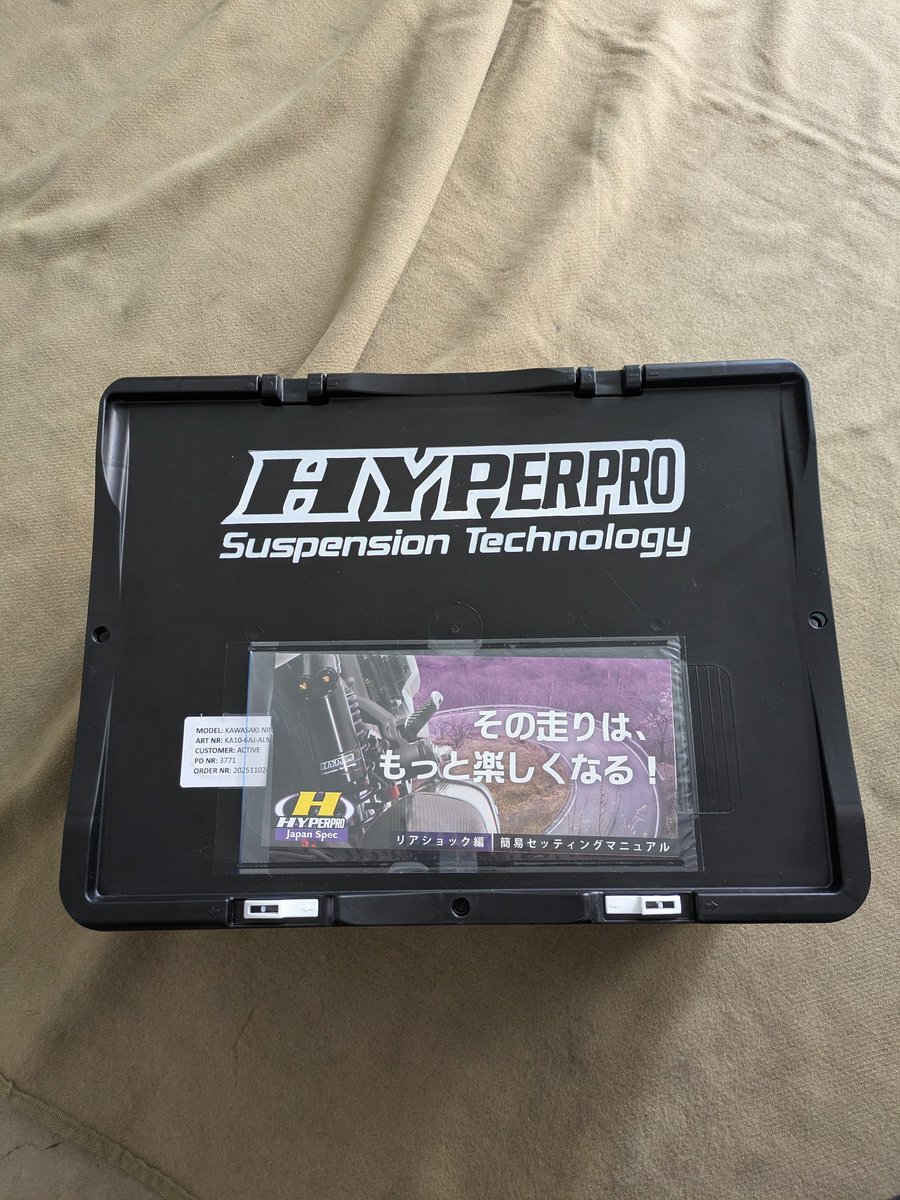 HYPERPRO
Suspension Technology
MODEL: KAWASAKI NIN
ART NR: KA10-6AJ-ALM
CUSTOMER: ACTIVE
PD NR: 3771
ORDER NR: 20251102-
その走りは、
もっと楽しくなる!
HYPERPRO
H
HYPERPRO
Japan Spec
リアショック編 | 簡易セッティングマニュアル